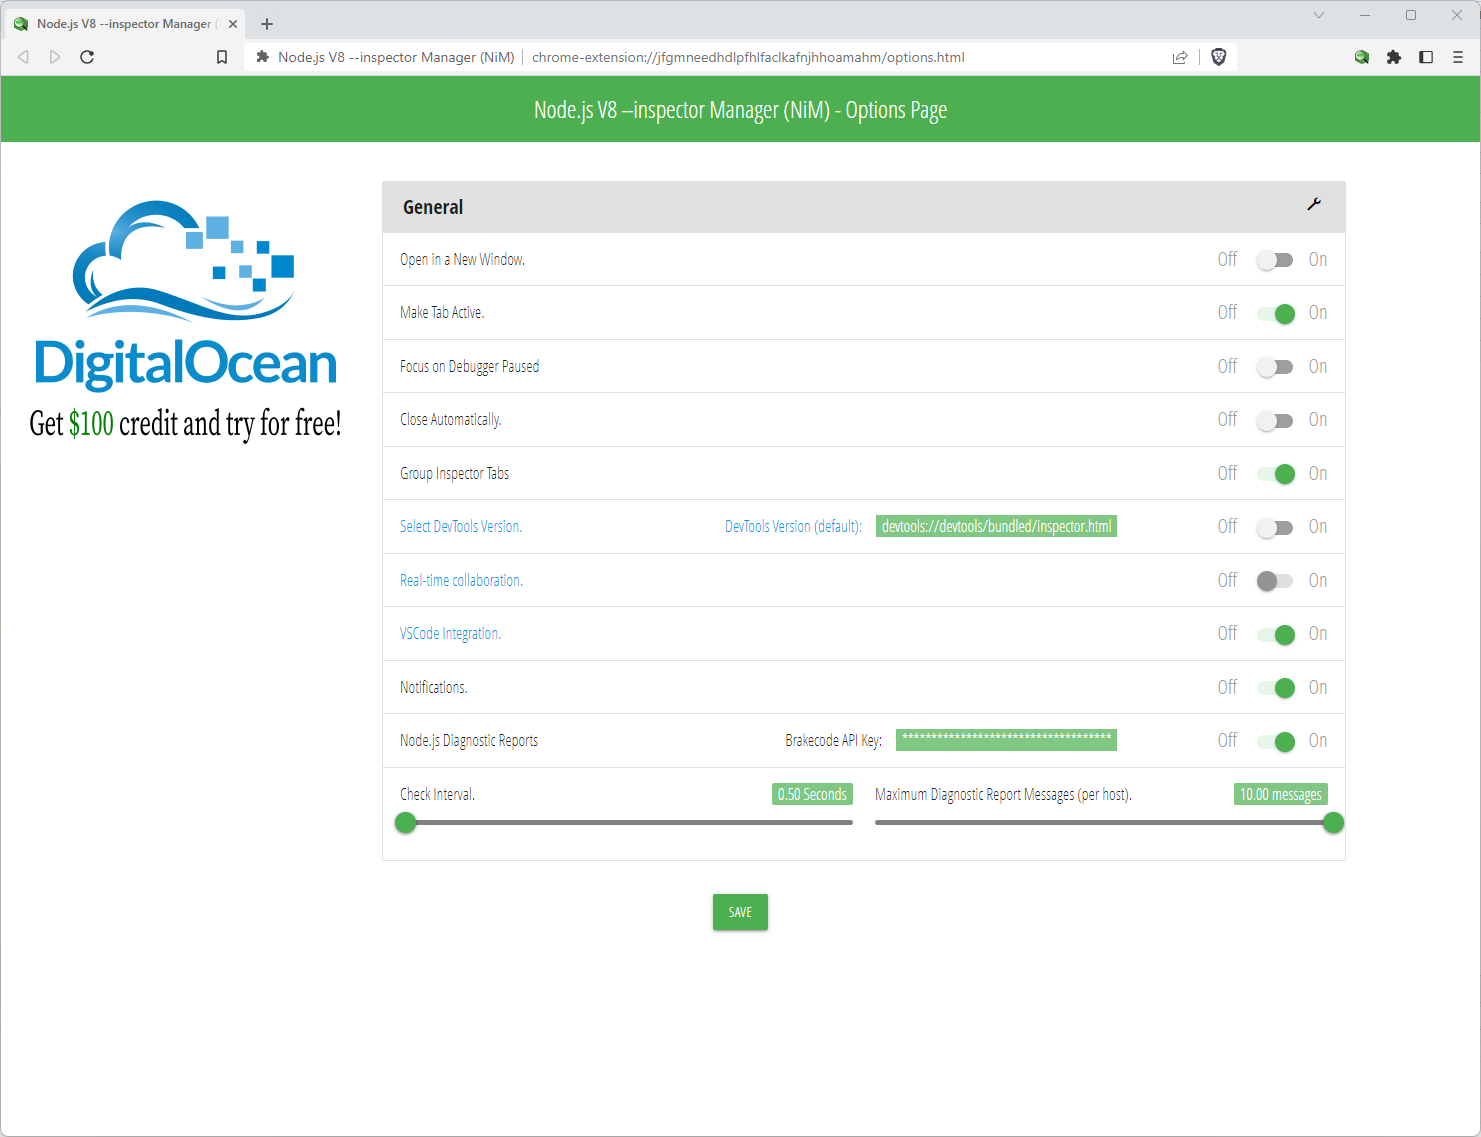 Node.js V8 --inspector Manager (
Node.js V8 --inspector Manager (NiM) chrome-extension://jfgmneedhdlpfhlfaclkafnjhhoamahm/options.html
Node.js V8 --inspector Manager (NiM) - Options Page
DigitalOcean
Get $100 credit and try for free!
General
Open in a New Window. Off On
Make Tab Active. Off On
Focus on Debugger Paused Off On
Close Automatically. Off On
Group Inspector Tabs Off On
Select DevTools Version. DevTools Version (default): devtools://devtools/bundled/inspector.html Off On
Real-time collaboration. Off On
VSCode Integration. Off On
Notifications. Off On
Node.js Diagnostic Reports Brakecode API Key: ************************************ Off On
Check Interval. 0.50 Seconds Maximum Diagnostic Report Messages (per host). 10.00 messages
SAVE